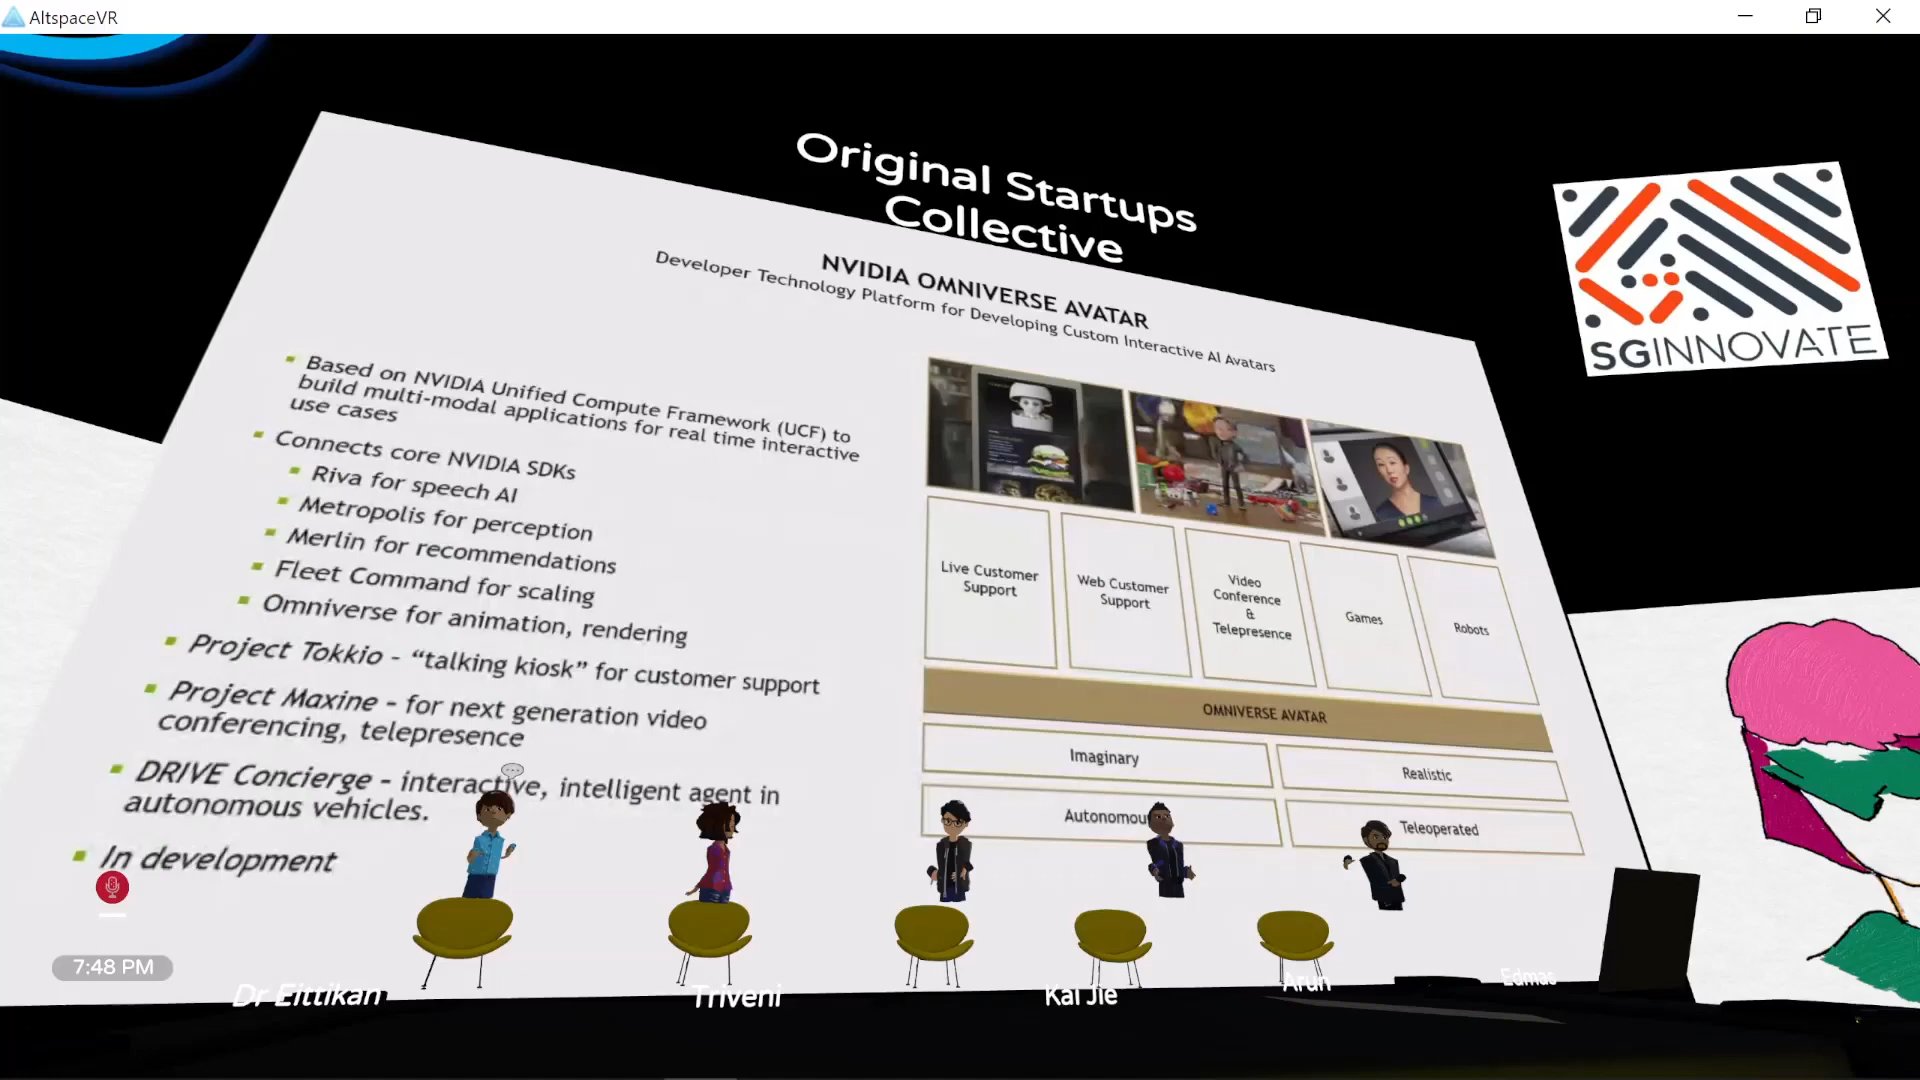 AltspaceVR
Original Startups
Collective
SGINNOVATE
NVIDIA OMNIVERSE AVATAR
Developer Technology Platform for Developing Custom Interactive AI Avatars
Based on NVIDIA Unified Compute Framework (UCF) to
build multi-modal applications for real time interactive
use cases
Connects core NVIDIA SDKs
Riva for speech AI
Metropolis for perception
Merlin for recommendations
Fleet Command for scaling
Omniverse for animation, rendering
Project Tokkio - “talking kiosk” for customer support
Project Maxine - for next generation video
conferencing, telepresence
DRIVE Concierge - interactive, intelligent agent in
autonomous vehicles.
In development
Live Customer
Support
Web Customer
Support
Video
Conference
&
Telepresence
Games
Robots
OMNIVERSE AVATAR
Imaginary
Realistic
Autonomou
Teleoperated
7:48 PM
Dr Eittikan
Triveni
Kai Jie
Arun
Edmas